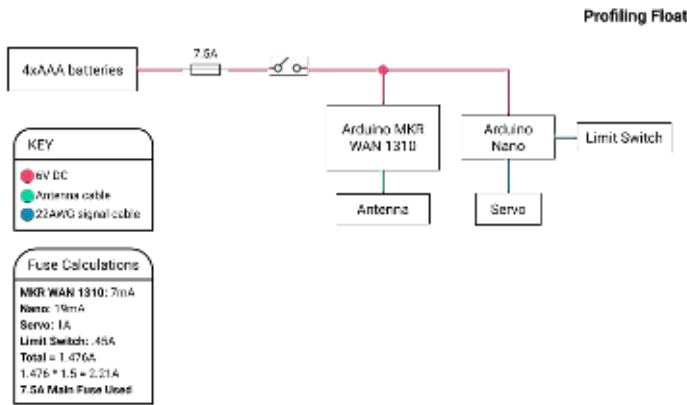 Profiling Float
7.5A
4xAAA batteries
Arduino MKR
WAN 1310
Arduino
Nano
Limit Switch
Antenna
Servo
KEY
6V DC
Antenna cable
22AWG signal cable
Fuse Calculations
MKR WAN 1310: 7mA
Nano: 19mA
Servo: 1A
Limit Switch: .45A
Total = 1.476A
1.476 * 1.5 = 2.21A
7.5A Main Fuse Used